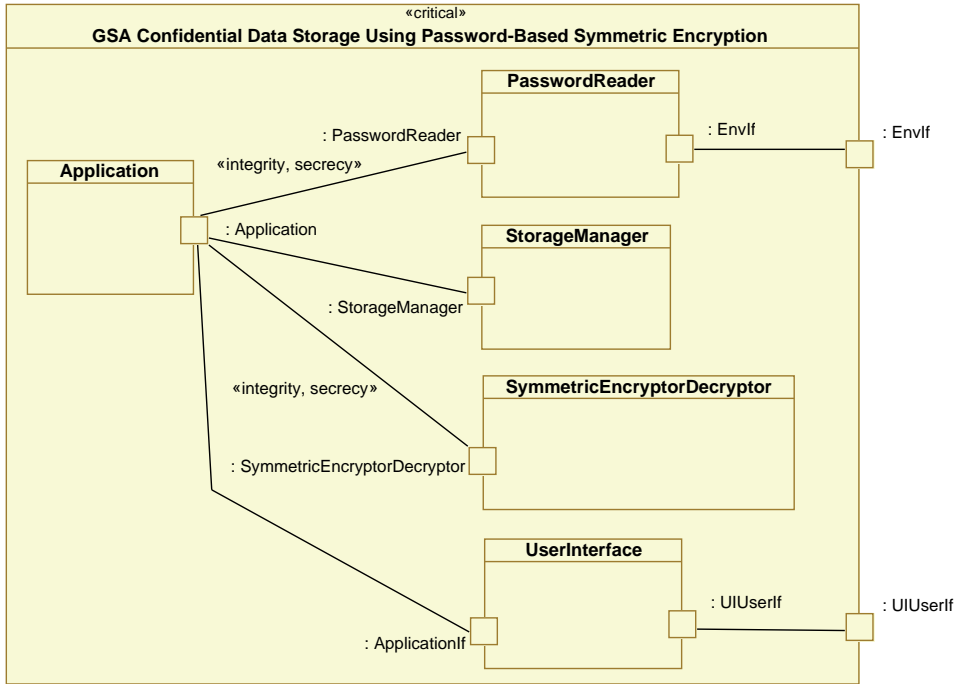 «critical»
GSA Confidential Data Storage Using Password-Based Symmetric Encryption
PasswordReader
: PasswordReader
: EnvIf
: EnvIf
«integrity, secrecy»
Application
: Application
StorageManager
: StorageManager
«integrity, secrecy»
SymmetricEncryptorDecryptor
: SymmetricEncryptorDecryptor
UserInterface
: UIUserIf
: UIUserIf
: ApplicationIf